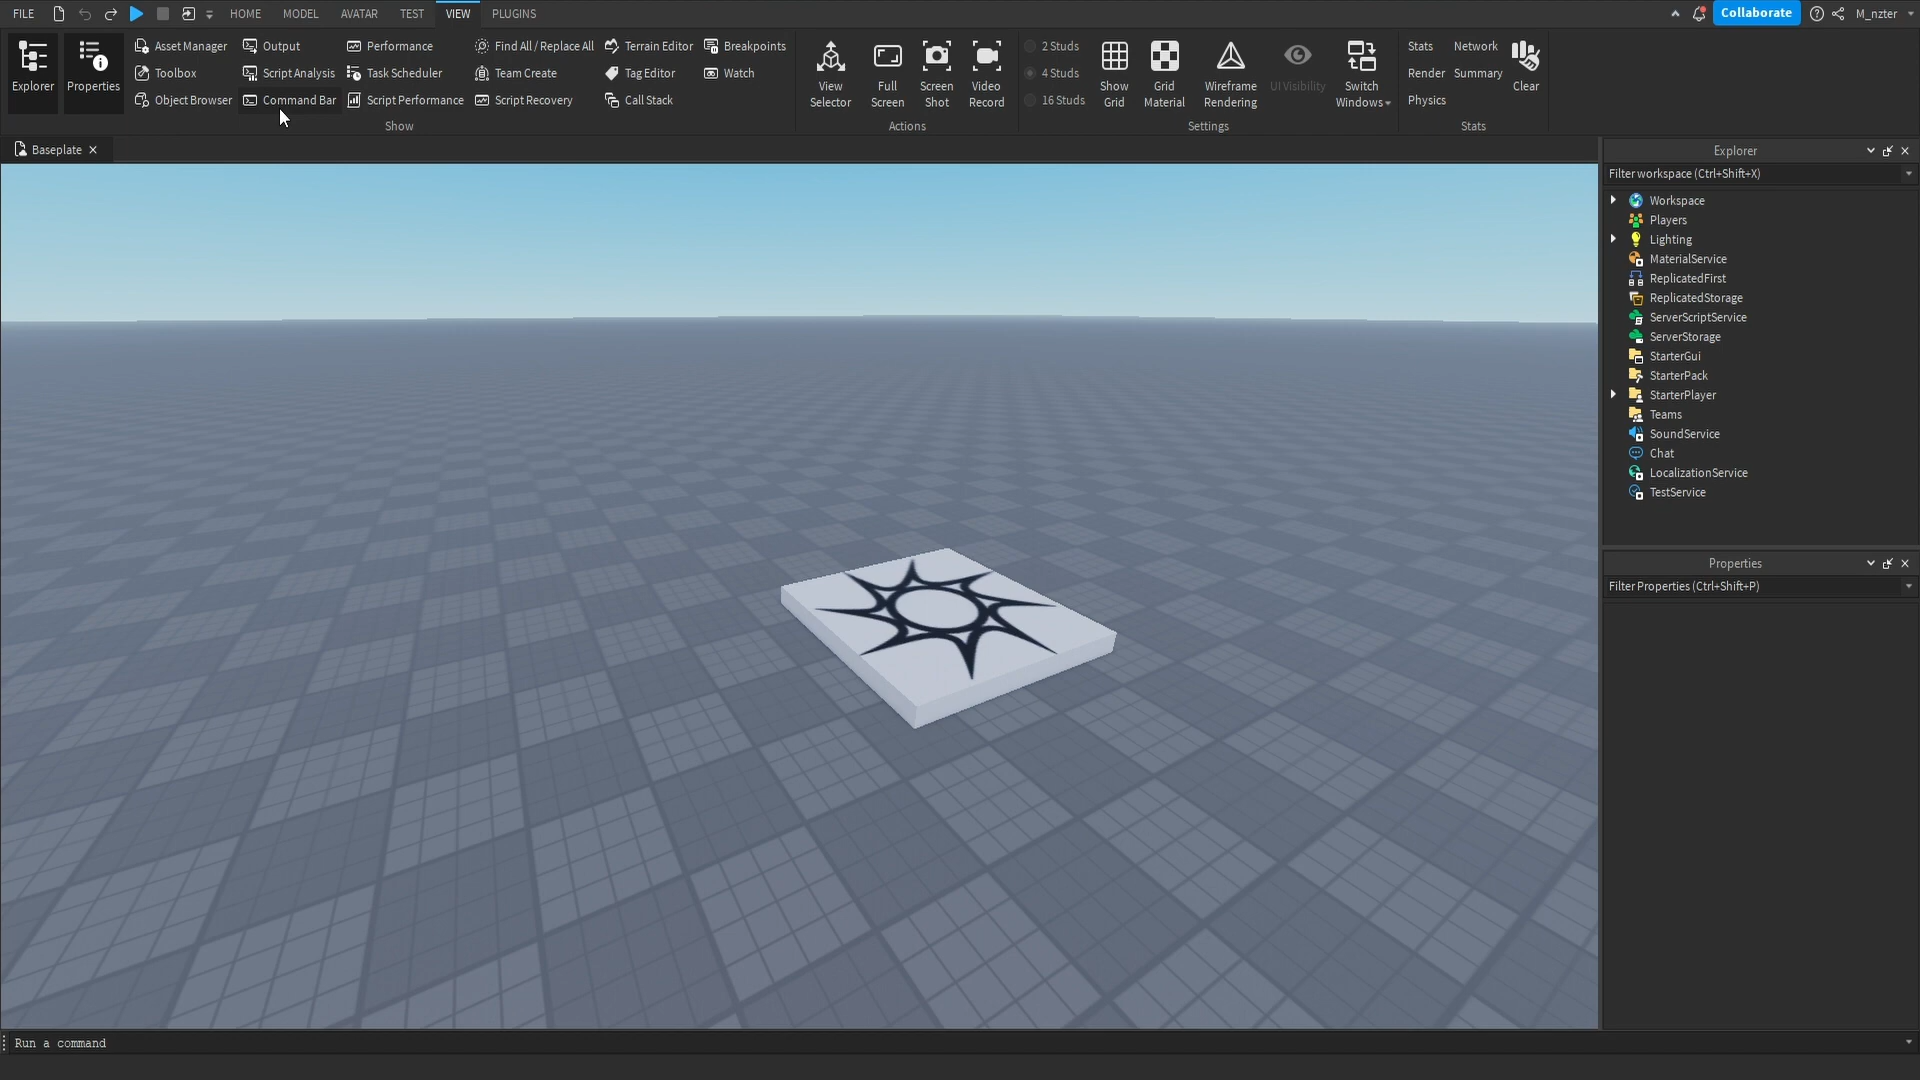 FILE HOME MODEL AVATAR TEST VIEW PLUGINS Collaborate M_nzter
Explorer
Properties
Asset Manager
Toolbox
Object Browser
Output
Script Analysis
Command Bar
Performance
Task Scheduler
Script Performance
Find All / Replace All
Team Create
Script Recovery
Terrain Editor
Tag Editor
Call Stack
Breakpoints
Watch
Show
View
Selector
Full
Screen
Screen
Shot
Video
Record
Actions
2 Studs
4 Studs
16 Studs
Show
Grid
Grid
Material
Wireframe
Rendering
UI Visibility
Switch
Windows
Settings
Stats
Render
Physics
Network
Summary
Clear
Stats
Baseplate
Explorer
Filter workspace (Ctrl+Shift+X)
Workspace
Players
Lighting
MaterialService
ReplicatedFirst
ReplicatedStorage
ServerScriptService
ServerStorage
StarterGui
StarterPack
StarterPlayer
Teams
SoundService
Chat
LocalizationService
TestService
Properties
Filter Properties (Ctrl+Shift+P)
Run a command